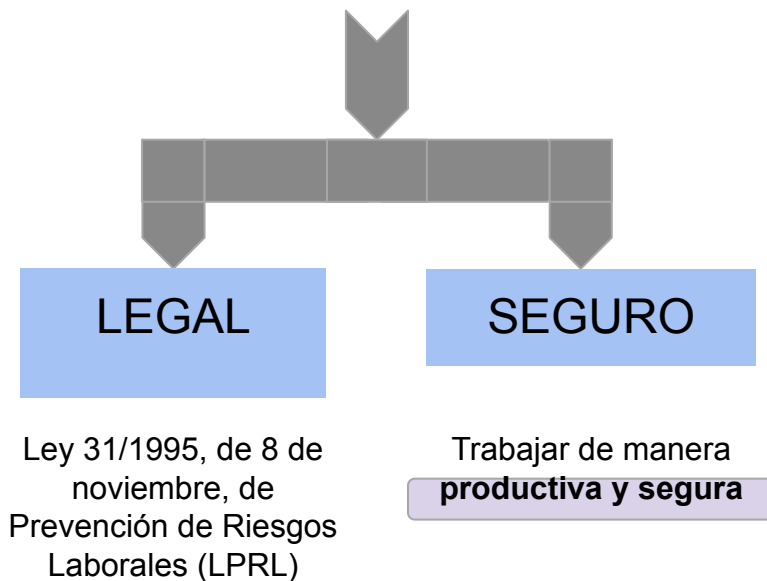 LEGAL
Ley 31/1995, de 8 de
noviembre, de
Prevención de Riesgos
Laborales (LPRL)
SEGURO
Trabajar de manera
productiva y segura